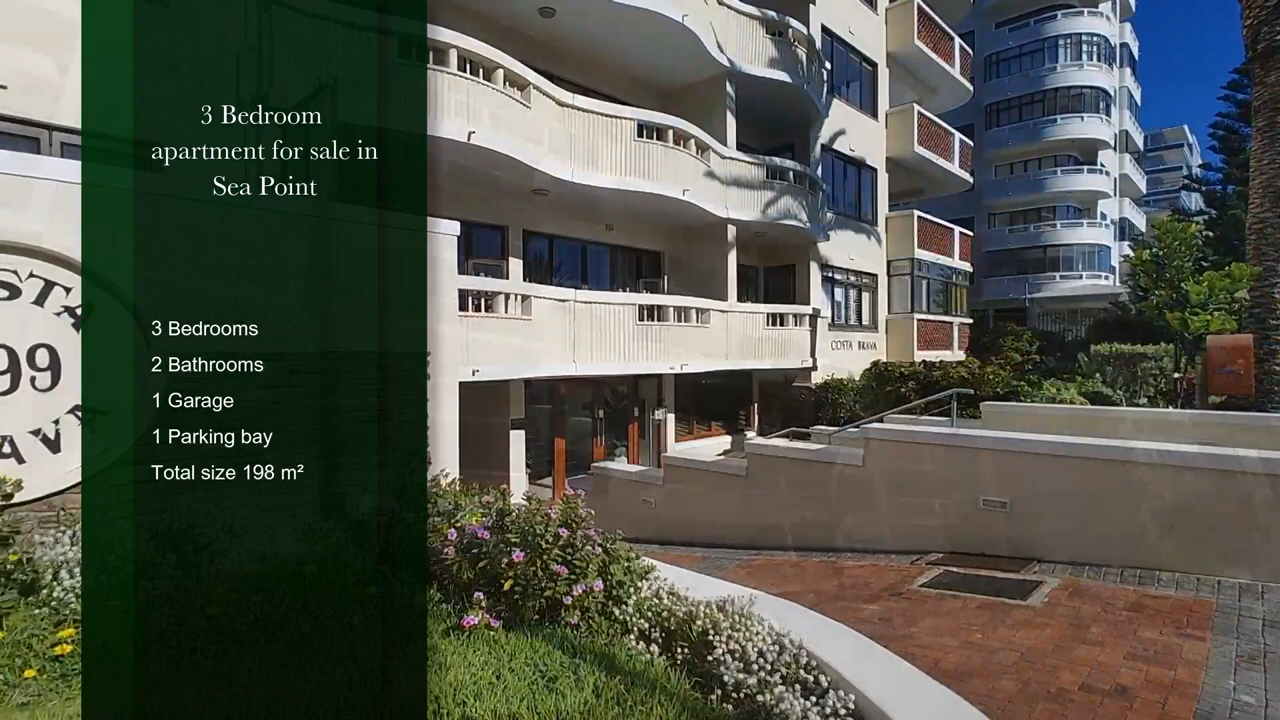 3 Bedroom
apartment for sale in
Sea Point
3 Bedrooms
2 Bathrooms
1 Garage
1 Parking bay
Total size 198 m²
COSTA BRAVA